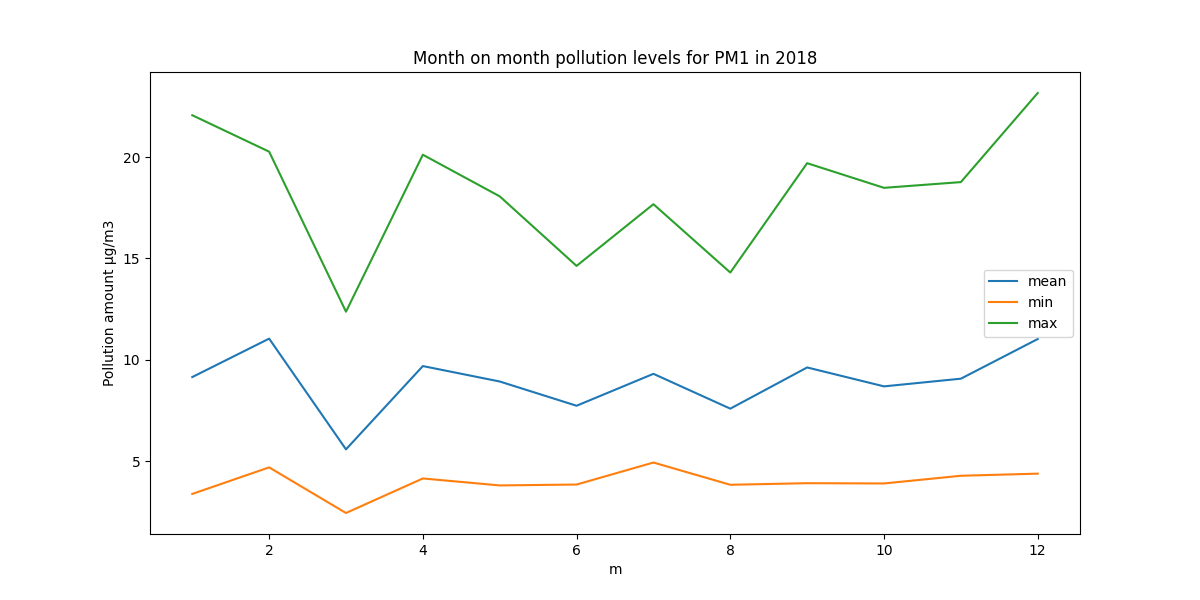 Month on month pollution levels for PM1 in 2018
Pollution amount µg/m3
20
15
10
5
mean
min
max
2 4 6 8 10 12
m